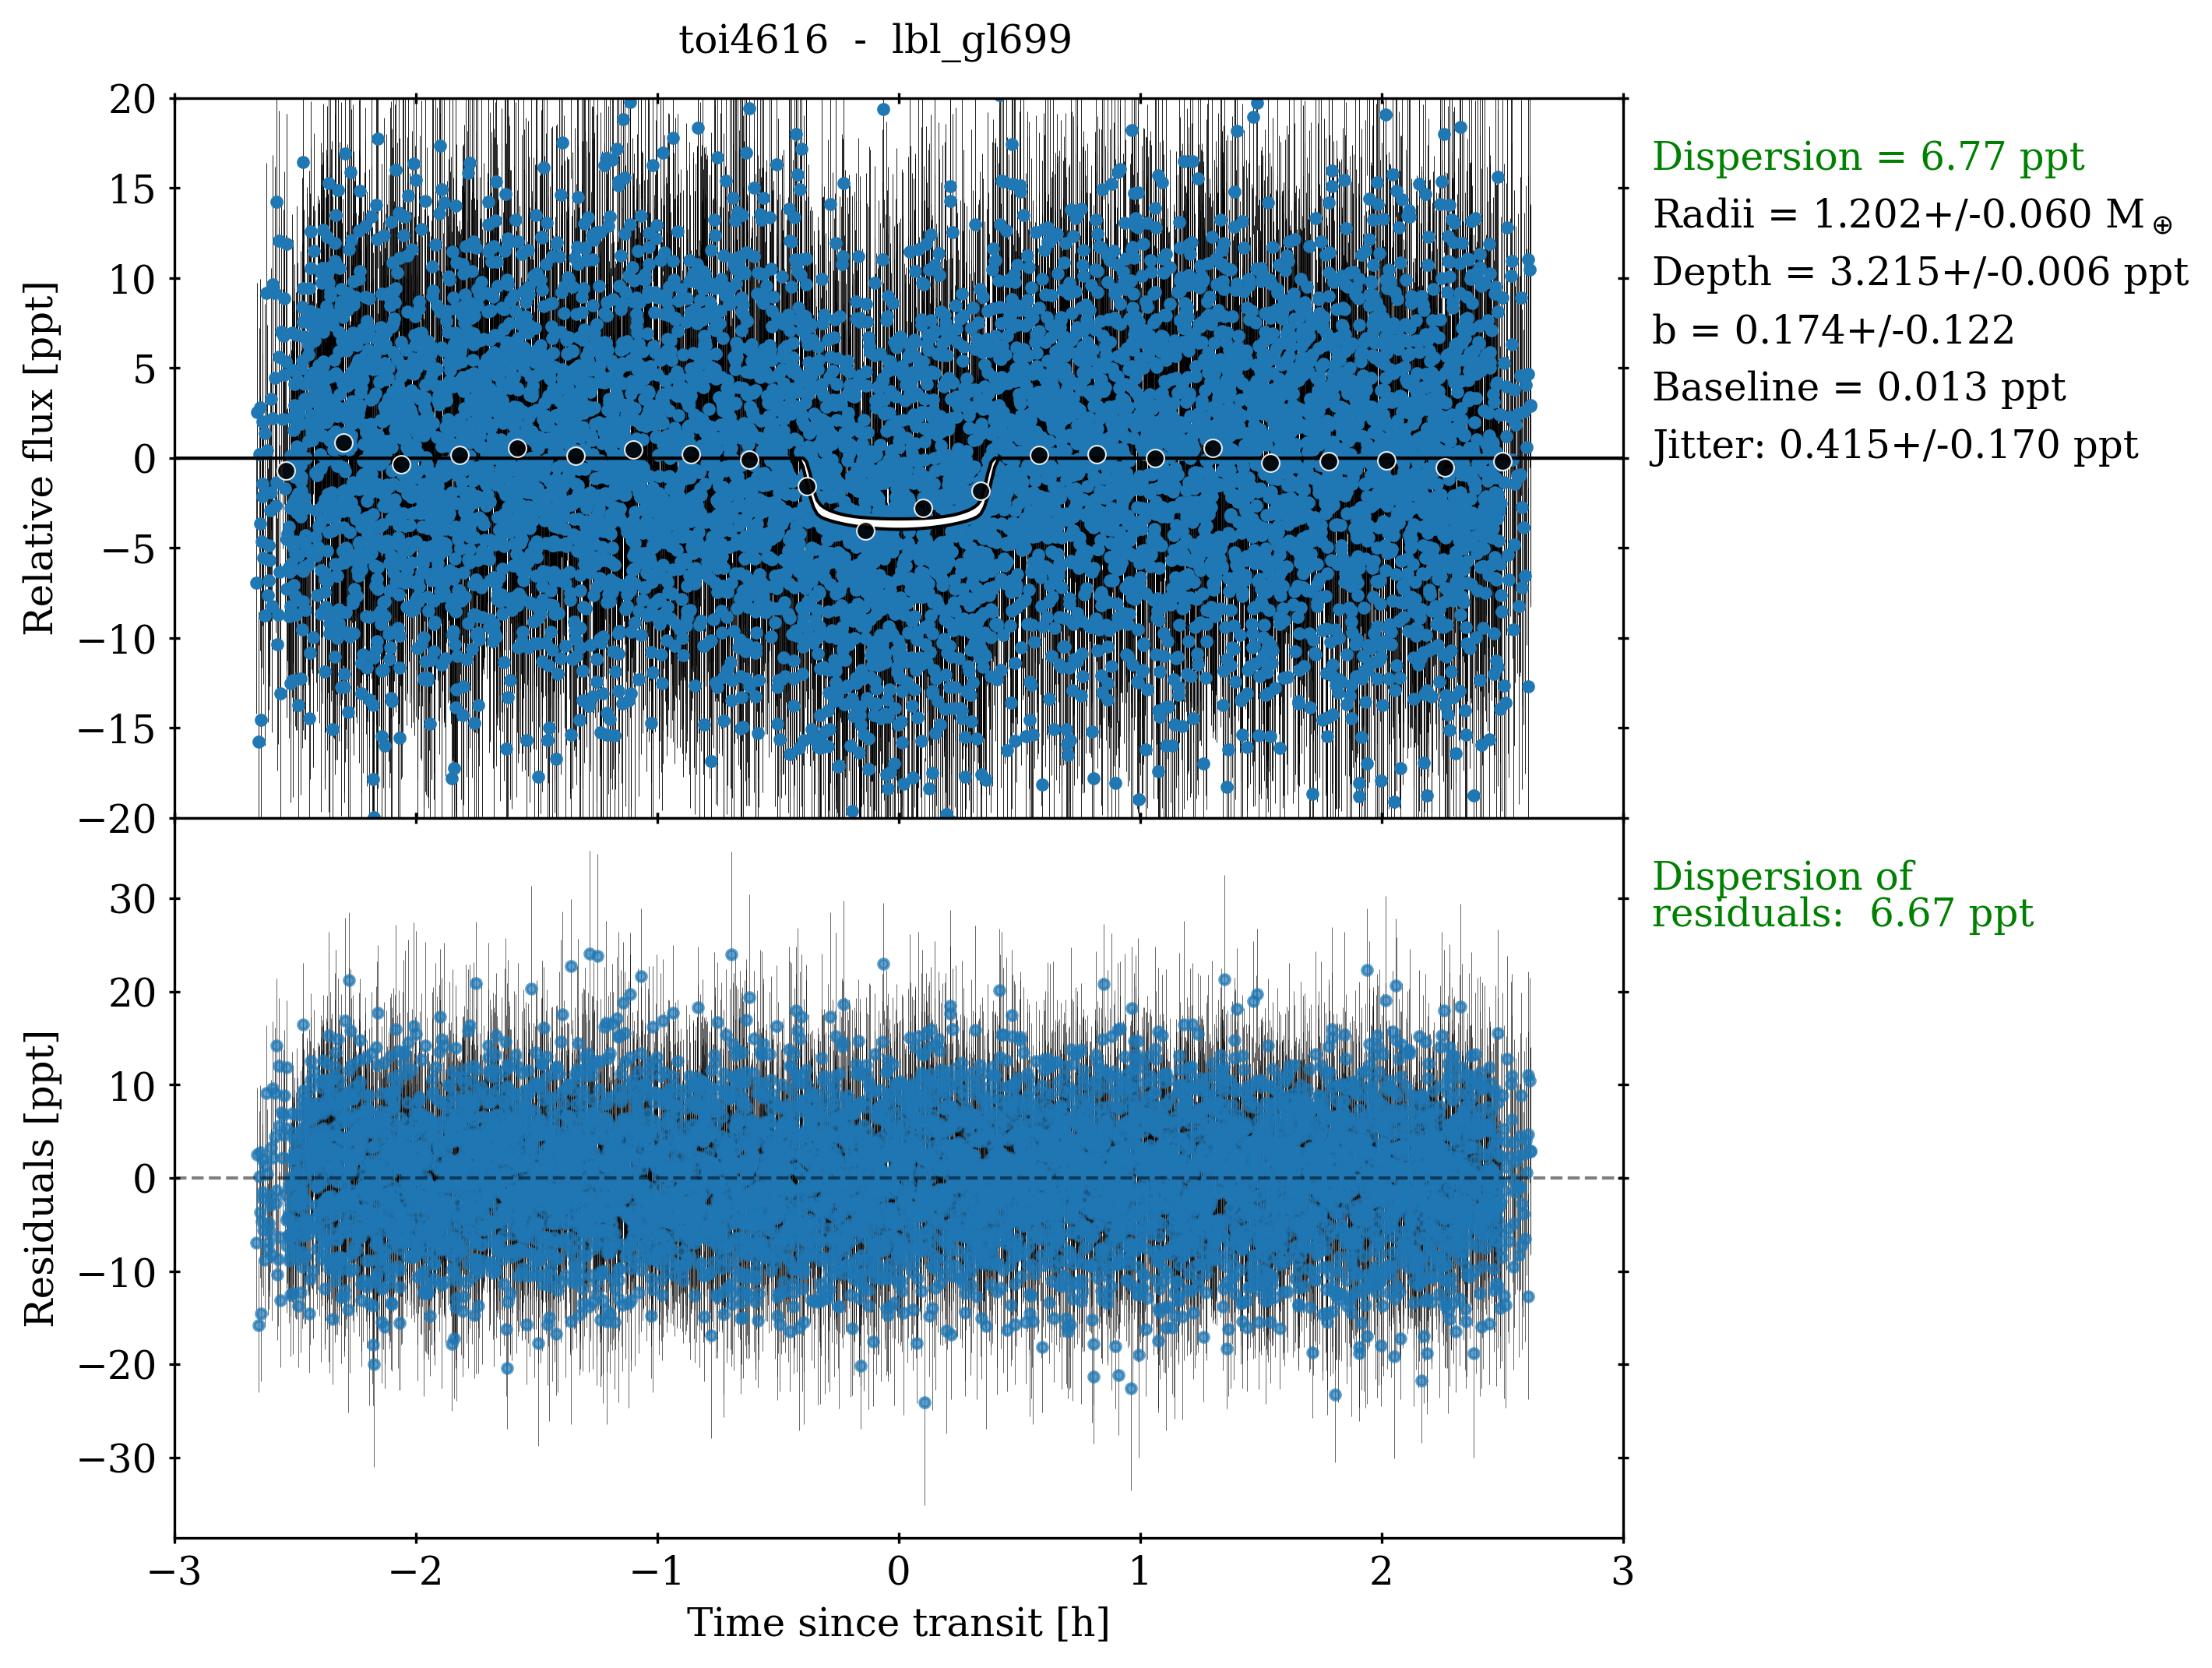 toi4616 - lbl_gl699
20
15
10
5
0
−5
−10
−15
−20
Relative flux [ppt]
Dispersion = 6.77 ppt
Radii = 1.202+/-0.060 M⊕
Depth = 3.215+/-0.006 ppt
b = 0.174+/-0.122
Baseline = 0.013 ppt
Jitter: 0.415+/-0.170 ppt
30
20
10
0
−10
−20
−30
Residuals [ppt]
Dispersion of
residuals: 6.67 ppt
−3 −2 −1 0 1 2 3
Time since transit [h]